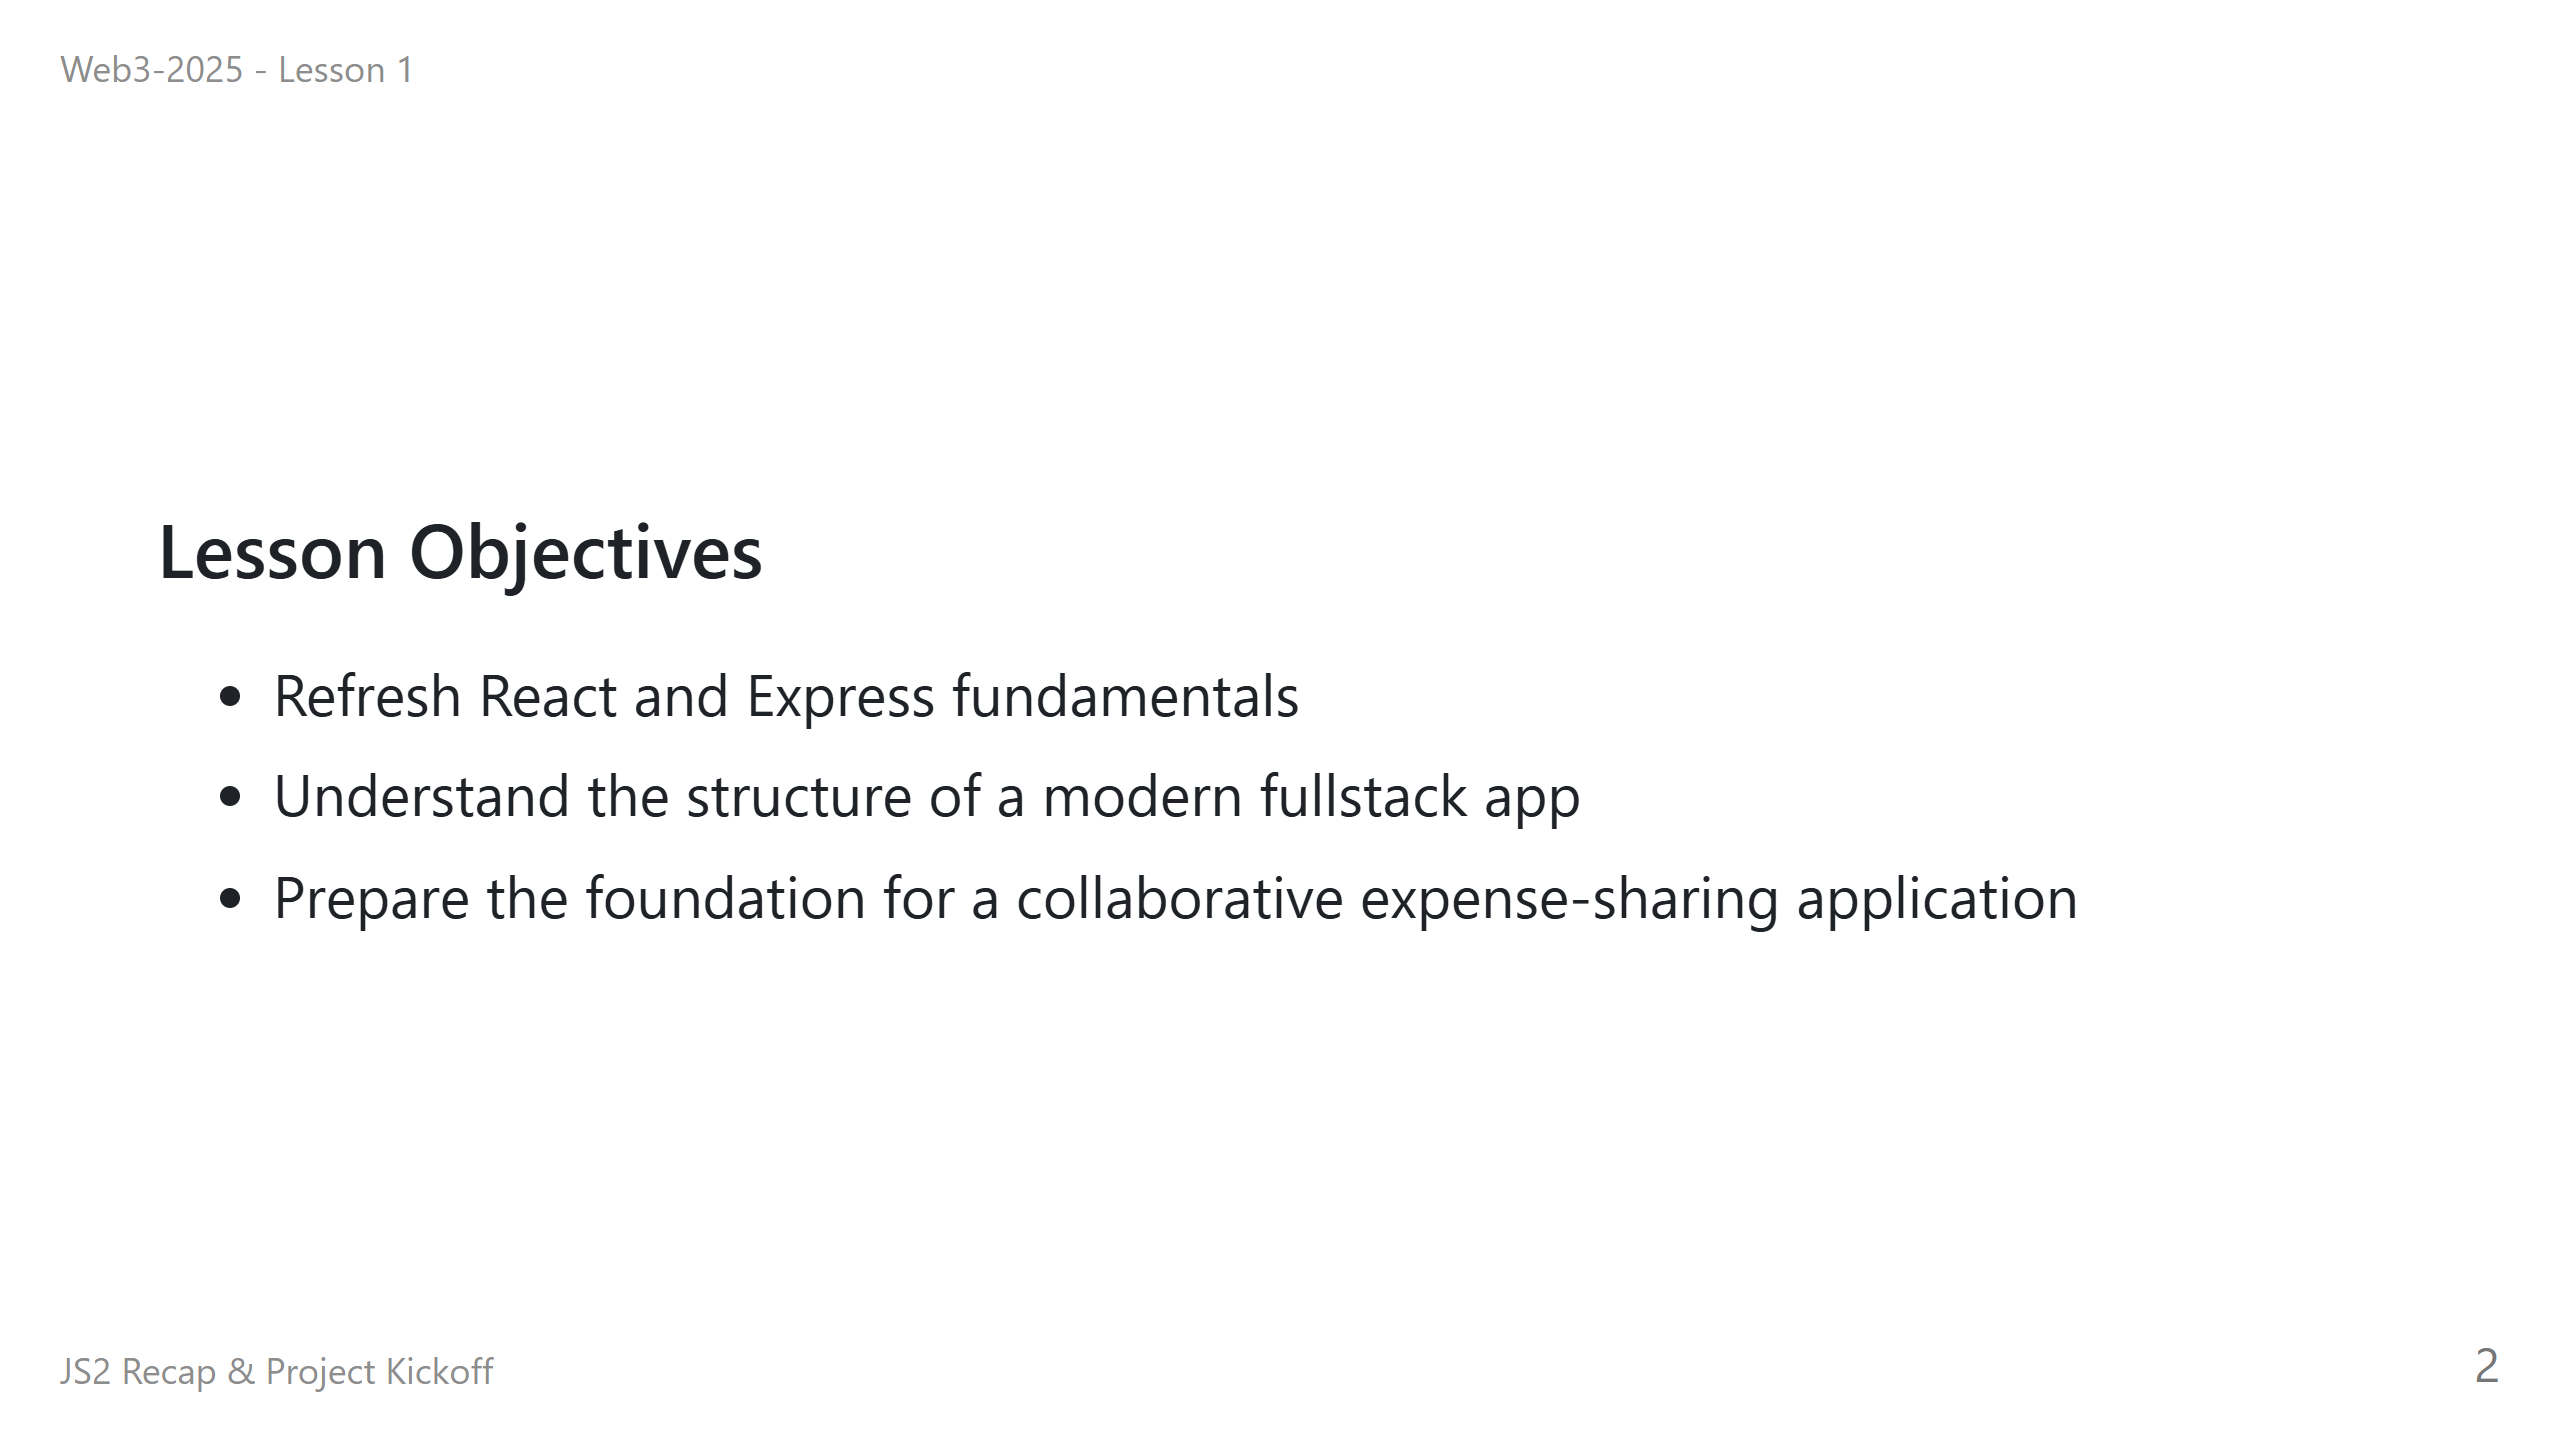 Web3-2025 - Lesson 1
Lesson Objectives
• Refresh React and Express fundamentals
• Understand the structure of a modern fullstack app
• Prepare the foundation for a collaborative expense-sharing application
JS2 Recap & Project Kickoff
2